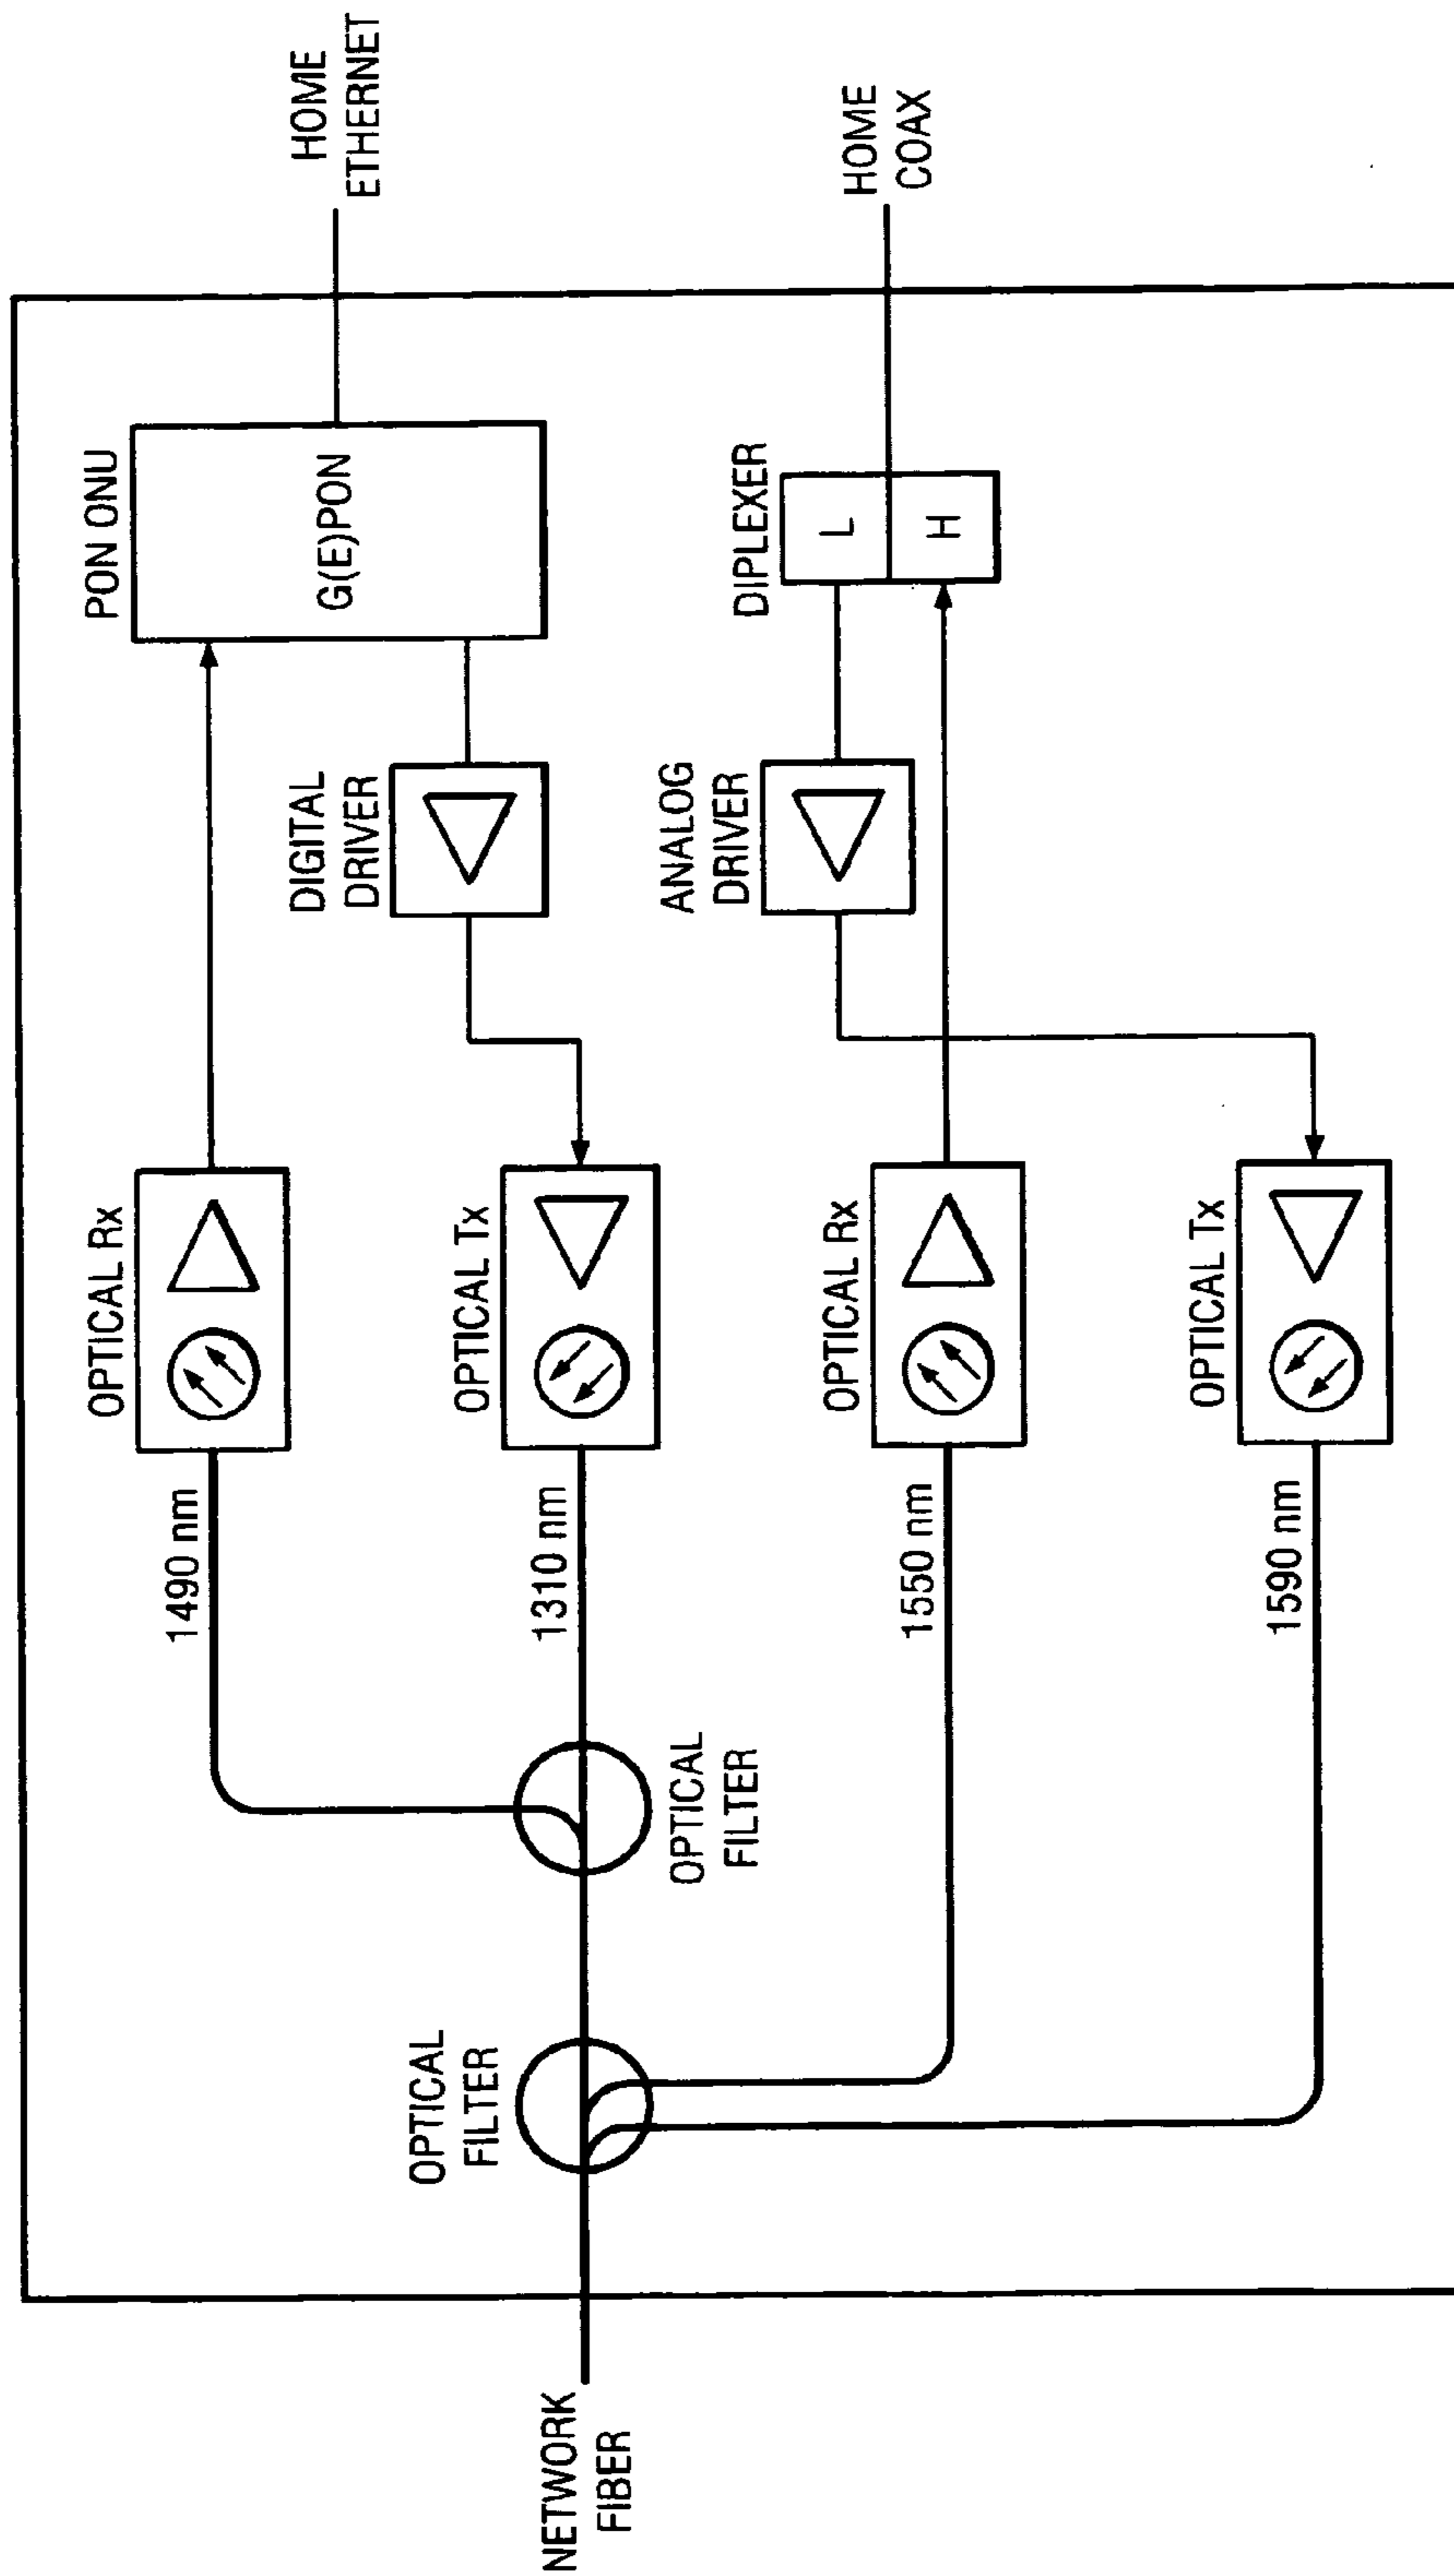 NETWORK
FIBER
OPTICAL
FILTER
OPTICAL
FILTER
1490 nm
OPTICAL Rx
1310 nm
OPTICAL Tx
1550 nm
OPTICAL Rx
1590 nm
OPTICAL Tx
DIGITAL
DRIVER
ANALOG
DRIVER
PON ONU
G(E)PON
DIPLEXER
L
H
HOME
ETHERNET
HOME
COAX